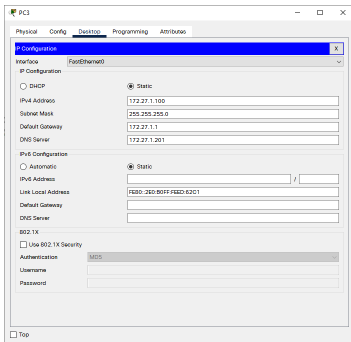 PC3
Physical Config Desktop Programming Attributes
IP Configuration X
Interface FastEthernet0
IP Configuration
DHCP Static
IPv4 Address 172.27.1.100
Subnet Mask 255.255.255.0
Default Gateway 172.27.1.1
DNS Server 172.27.1.201
IPv6 Configuration
Automatic Static
IPv6 Address /
Link Local Address FE80::2E0:B0FF:FEED:62C1
Default Gateway
DNS Server
802.1X
Use 802.1X Security
Authentication MD5
Username
Password
Top